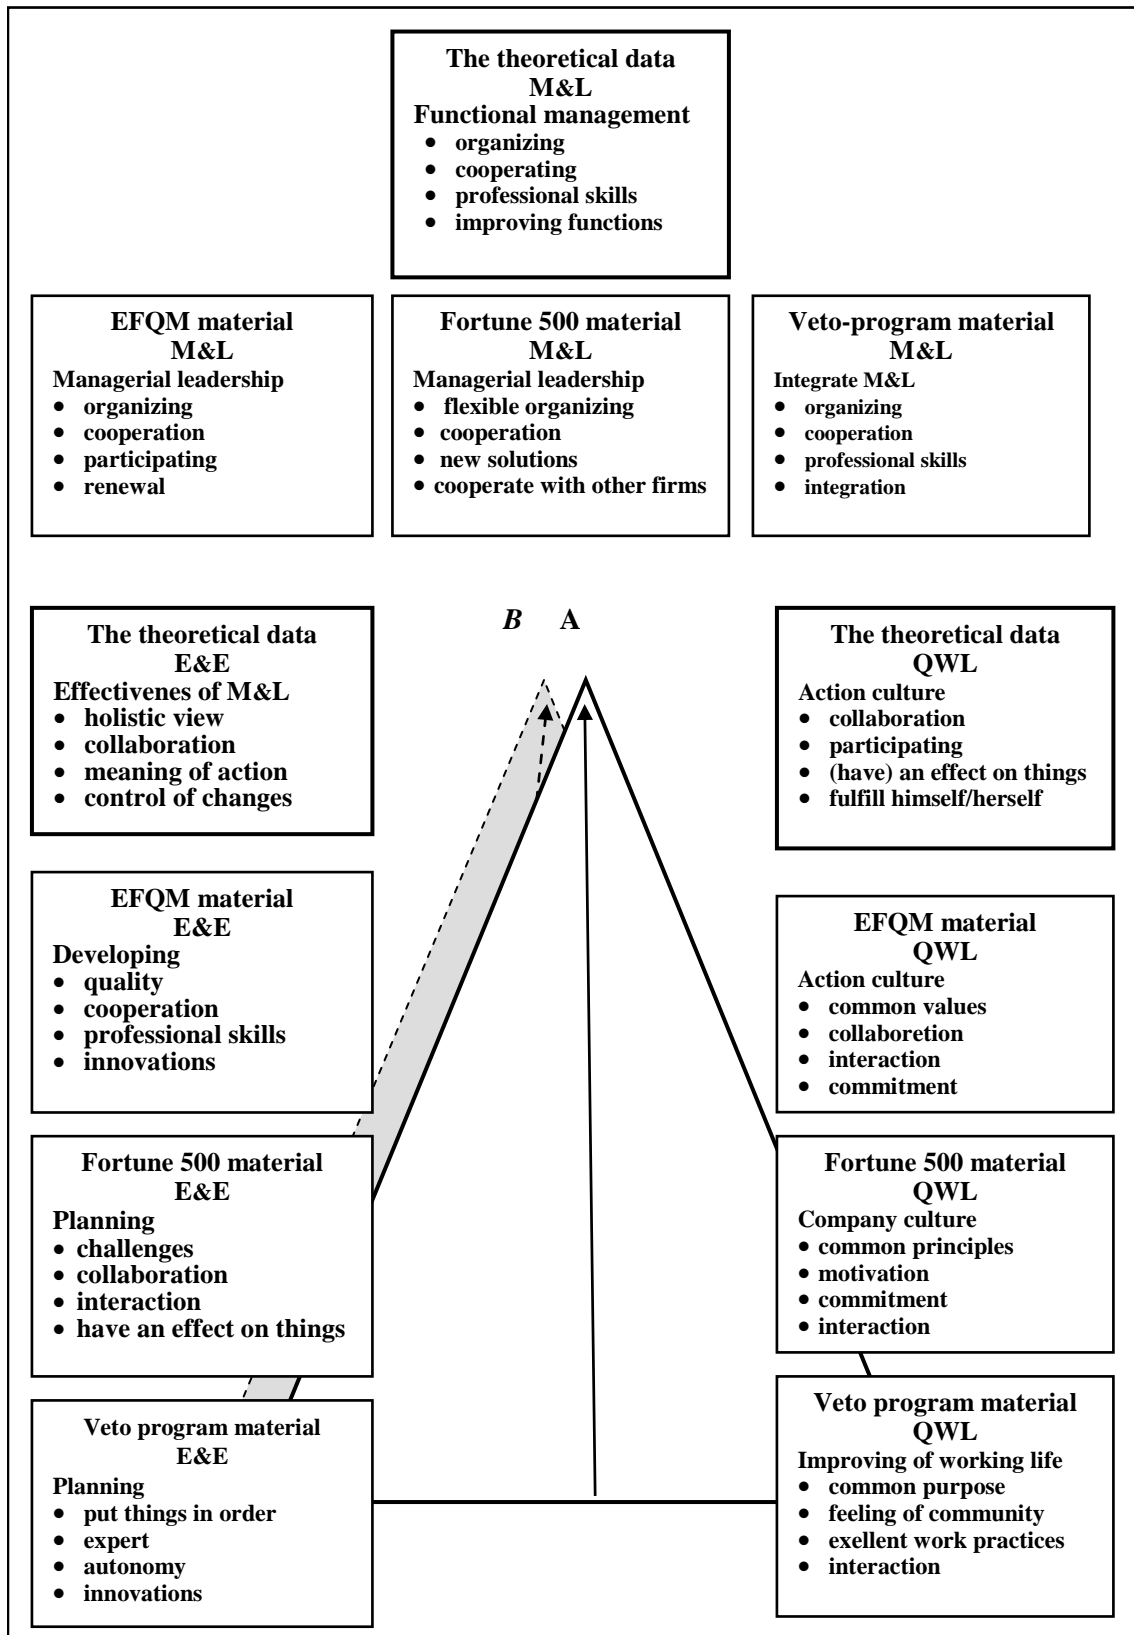 The theoretical data
M&L
Functional management
• organizing
• cooperating
• professional skills
• improving functions
EFQM material
M&L
Managerial leadership
• organizing
• cooperation
• participating
• renewal
Fortune 500 material
M&L
Managerial leadership
• flexible organizing
• cooperation
• new solutions
• cooperate with other firms
Veto-program material
M&L
Integrate M&L
• organizing
• cooperation
• professional skills
• integration
The theoretical data
E&E
Effectivenes of M&L
• holistic view
• collaboration
• meaning of action
• control of changes
B A
The theoretical data
QWL
Action culture
• collaboration
• participating
• (have) an effect on things
• fulfill himself/herself
EFQM material
E&E
Developing
• quality
• cooperation
• professional skills
• innovations
EFQM material
QWL
Action culture
• common values
• collaboretion
• interaction
• commitment
Fortune 500 material
E&E
Planning
• challenges
• collaboration
• interaction
• have an effect on things
Fortune 500 material
QWL
Company culture
• common principles
• motivation
• commitment
• interaction
Veto program material
E&E
Planning
• put things in order
• expert
• autonomy
• innovations
Veto program material
QWL
Improving of working life
• common purpose
• feeling of community
• exellent work practices
• interaction